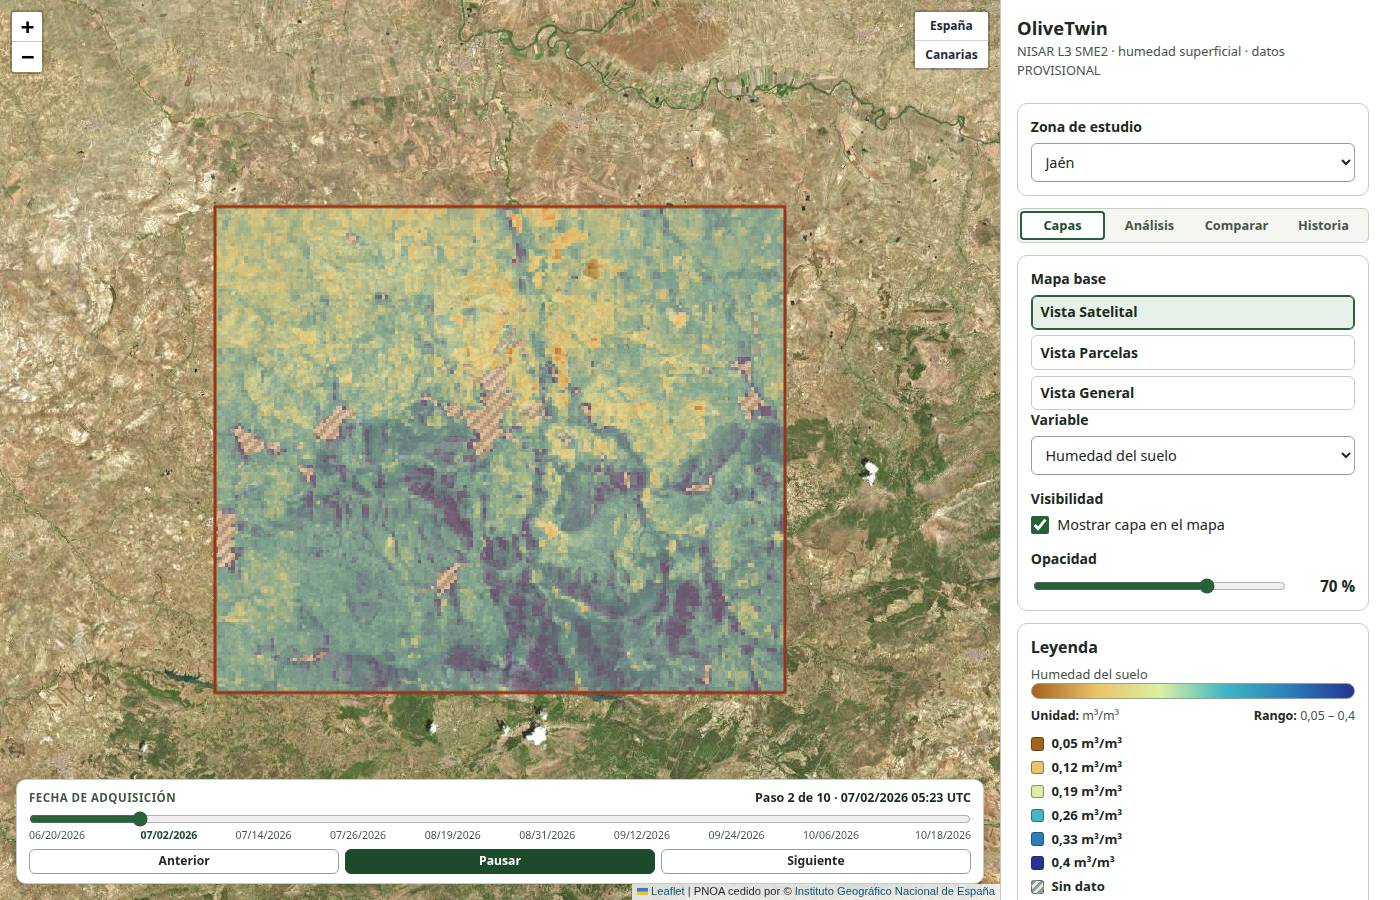 +
−
España
Canarias
OliveTwin
NISAR L3 SME2 · humedad superficial · datos
PROVISIONAL
Zona de estudio
Jaén
Capas
Análisis
Comparar
Historia
Mapa base
Vista Satelital
Vista Parcelas
Vista General
Variable
Humedad del suelo
Visibilidad
Mostrar capa en el mapa
Opacidad
70 %
Leyenda
Humedad del suelo
Unidad: m³/m³ Rango: 0,05 – 0,4
0,05 m³/m³
0,12 m³/m³
0,19 m³/m³
0,26 m³/m³
0,33 m³/m³
0,4 m³/m³
Sin dato
FECHA DE ADQUISICIÓN Paso 2 de 10 · 07/02/2026 05:23 UTC
06/20/2026 07/02/2026 07/14/2026 07/26/2026 08/19/2026 08/31/2026 09/12/2026 09/24/2026 10/06/2026 10/18/2026
Anterior Pausar Siguiente
Leaflet | PNOA cedido por © Instituto Geográfico Nacional de España